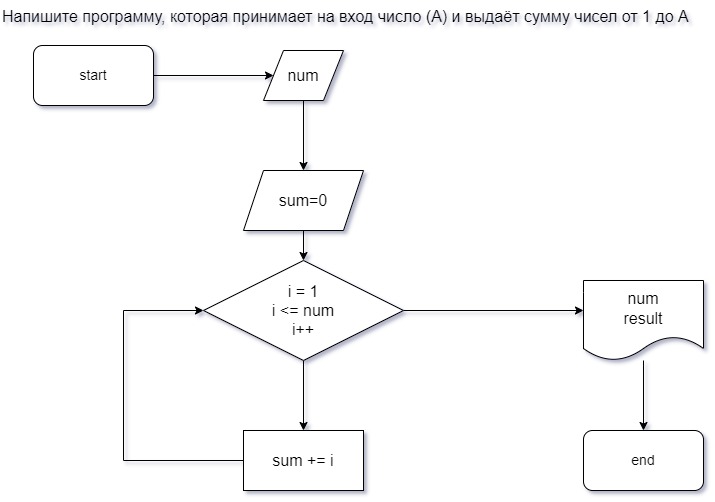 Напишите программу, которая принимает на вход число (А) и выдаёт сумму чисел от 1 до А
start
num
sum=0
i = 1
i <= num
i++
num
result
sum += i
end